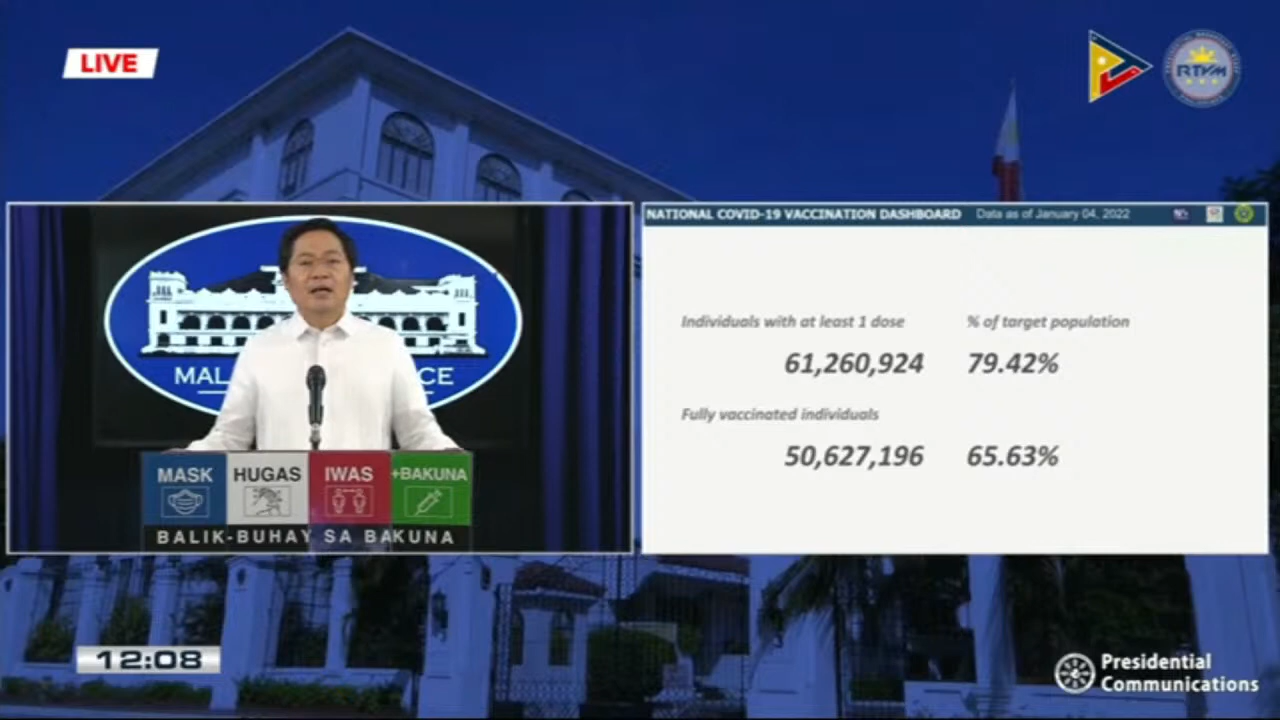 LIVE
RTVM
NATIONAL COVID-19 VACCINATION DASHBOARD Data as of January 04, 2022
Individuals with at least 1 dose % of target population
61,260,924 79.42%
Fully vaccinated individuals
50,627,196 65.63%
MAL CE
MASK HUGAS IWAS +BAKUNA
BALIK-BUHAY SA BAKUNA
12:08
Presidential
Communications